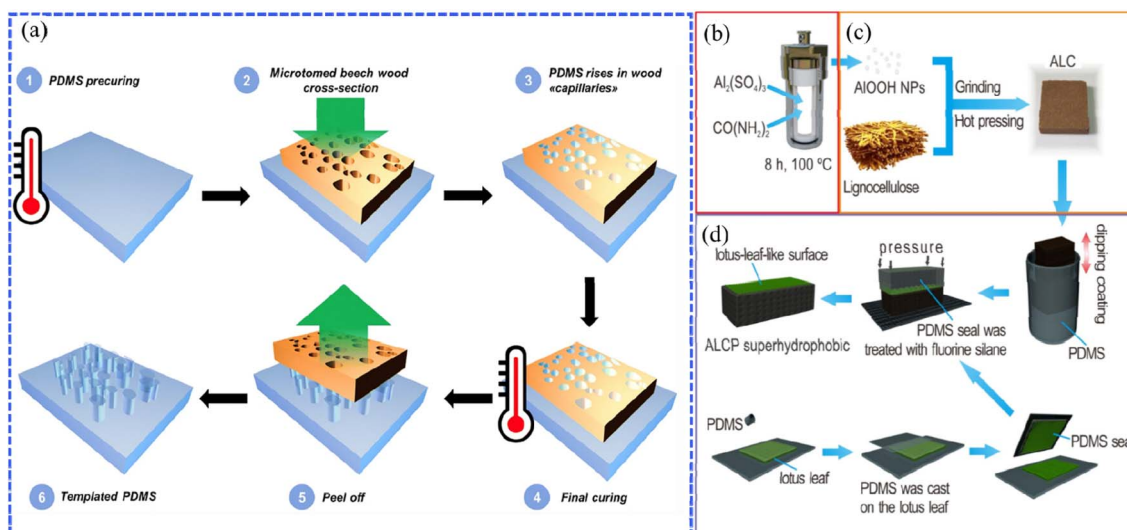 (a)
1 PDMS precuring
2 Microtomed beech wood
cross-section
3 PDMS rises in wood
«capillaries»
6 Templated PDMS
5 Peel off
4 Final curing
(b)
Al₂(SO₄)₃
CO(NH₂)₂
8 h, 100 ºC
(c)
AlOOH NPs
Lignocellulose
Grinding
Hot pressing
ALC
(d)
lotus-leaf-like surface
pressure
dipping coating
ALCP superhydrophobic
PDMS seal was
treated with fluorine silane
PDMS
PDMS
lotus leaf
PDMS was cast
on the lotus leaf
PDMS sea